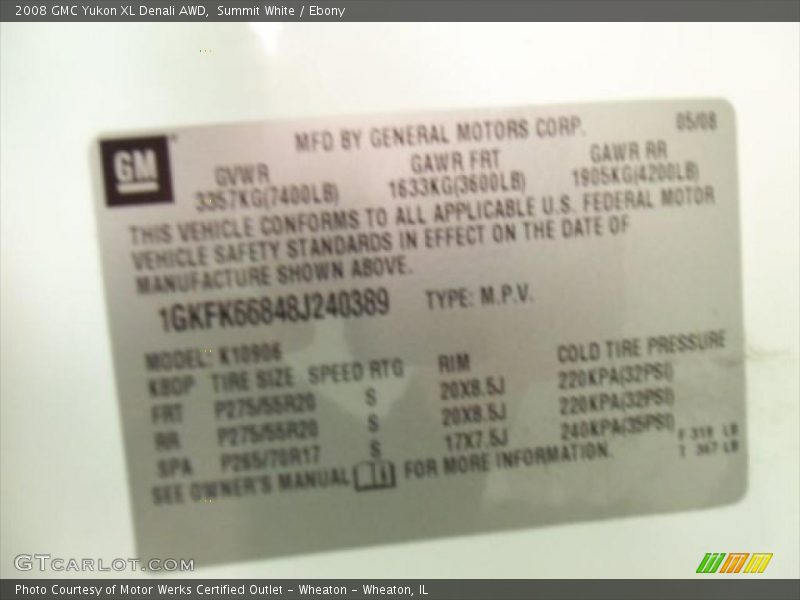 2008 GMC Yukon XL Denali AWD, Summit White / Ebony
GM
MFD BY GENERAL MOTORS CORP. 05/08
GVWR GAWR FRT GAWR RR
3357KG(7400LB) 1633KG(3600LB) 1905KG(4200LB)
THIS VEHICLE CONFORMS TO ALL APPLICABLE U.S. FEDERAL MOTOR
VEHICLE SAFETY STANDARDS IN EFFECT ON THE DATE OF
MANUFACTURE SHOWN ABOVE.
1GKFK66848J240389 TYPE: M.P.V.
MODEL: K10906
TIRE SIZE SPEED RTG RIM COLD TIRE PRESSURE
FRT P275/55R20 S 20X8.5J 220KPA(32PSI)
RR P275/55R20 S 20X8.5J 220KPA(32PSI)
SPA P265/70R17 S 17X7.5J 240KPA(35PSI)
F 318 LB
T 367 LB
SEE OWNER'S MANUAL FOR MORE INFORMATION.
GTCARLOT.COM
Photo Courtesy of Motor Werks Certified Outlet - Wheaton - Wheaton, IL